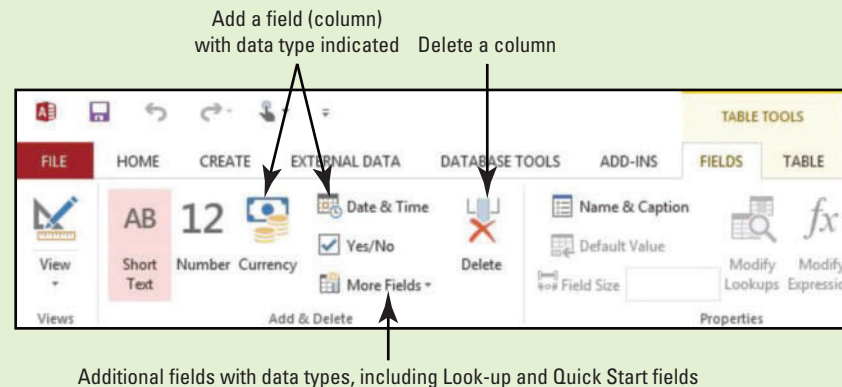 Add a field (column)
with data type indicated
Delete a column
TABLE TOOLS
FILE HOME CREATE EXTERNAL DATA DATABASE TOOLS ADD-INS FIELDS TABLE
AB 12
Short Text
Number
Currency
Date & Time
Yes/No
More Fields
Delete
Name & Caption
Default Value
Field Size
Modify Lookups
fx
Modify
View
Views
Add & Delete
Properties
Additional fields with data types, including Look-up and Quick Start fields